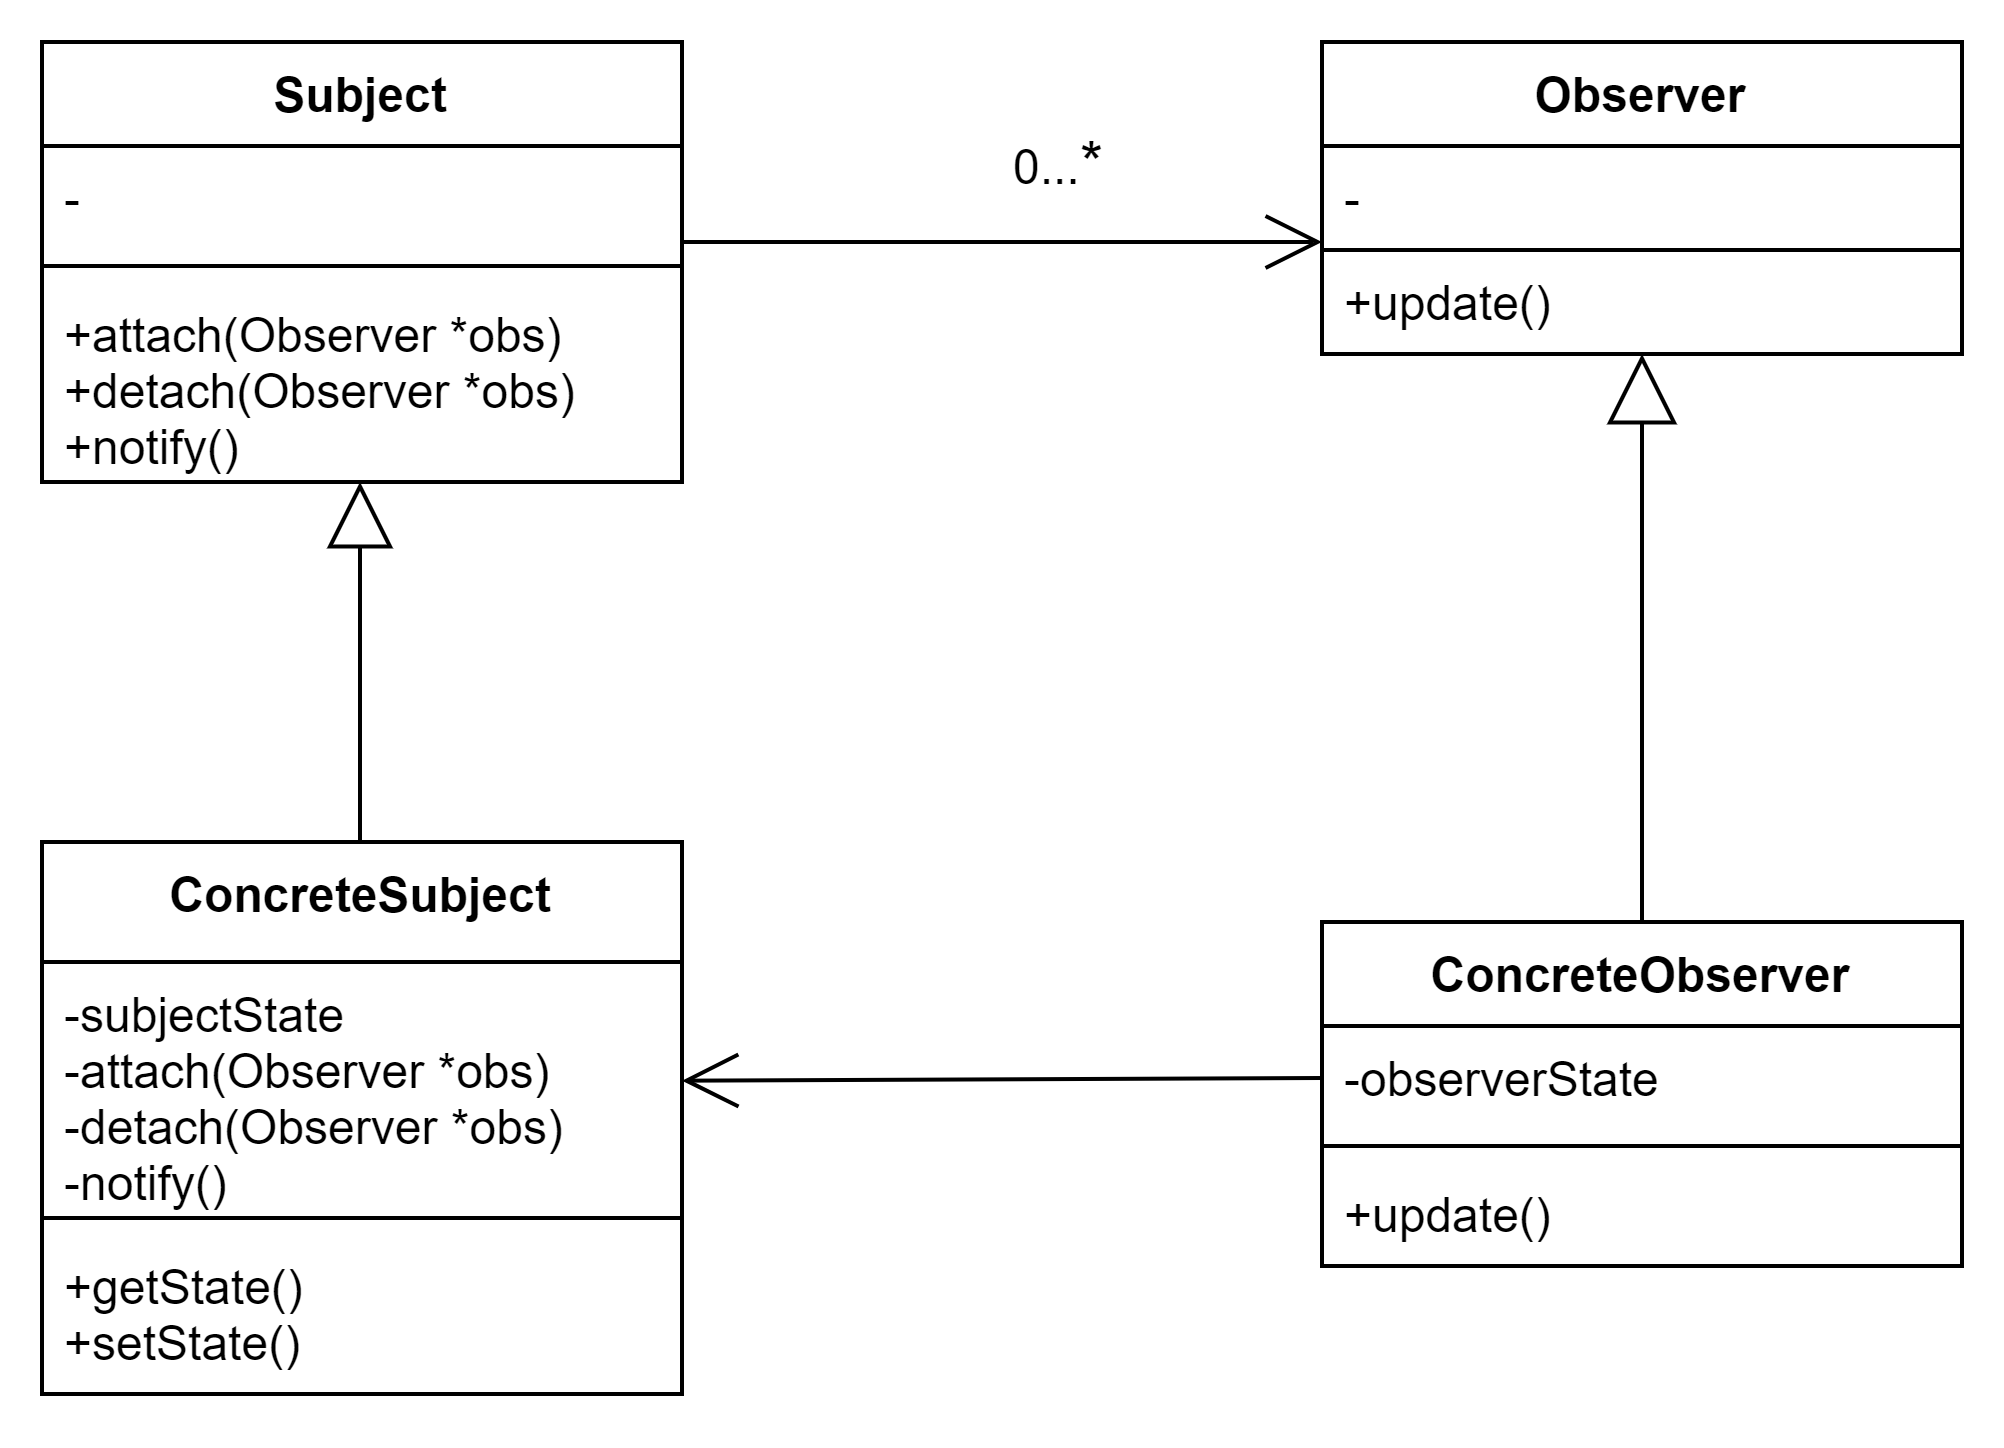 Subject
-
+attach(Observer *obs)
+detach(Observer *obs)
+notify()
0...*
Observer
-
+update()
ConcreteSubject
-subjectState
-attach(Observer *obs)
-detach(Observer *obs)
-notify()
+getState()
+setState()
ConcreteObserver
-observerState
+update()